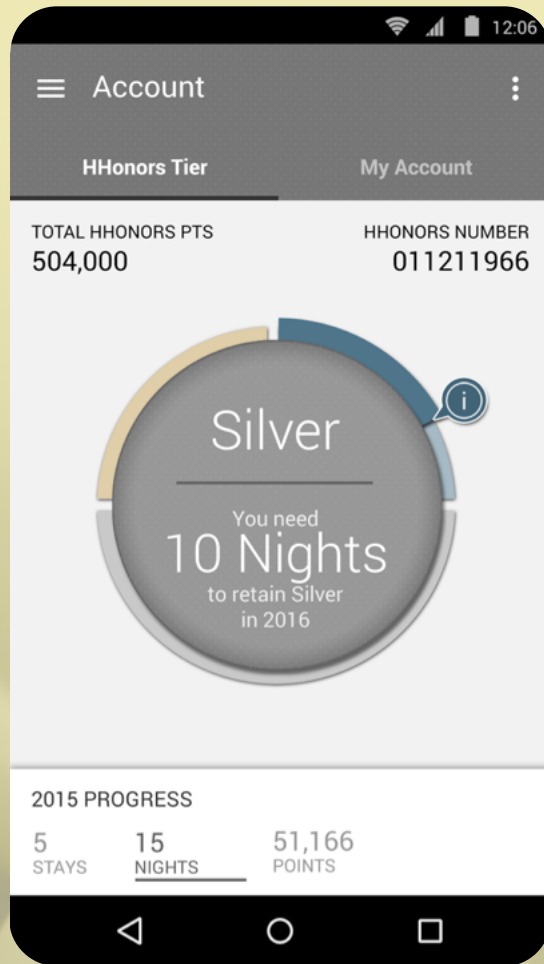 12:06
Account
HHonors Tier
My Account
TOTAL HHONORS PTS
504,000
HHONORS NUMBER
011211966
i
Silver
You need
10 Nights
to retain Silver
in 2016
2015 PROGRESS
5
STAYS
15
NIGHTS
51,166
POINTS